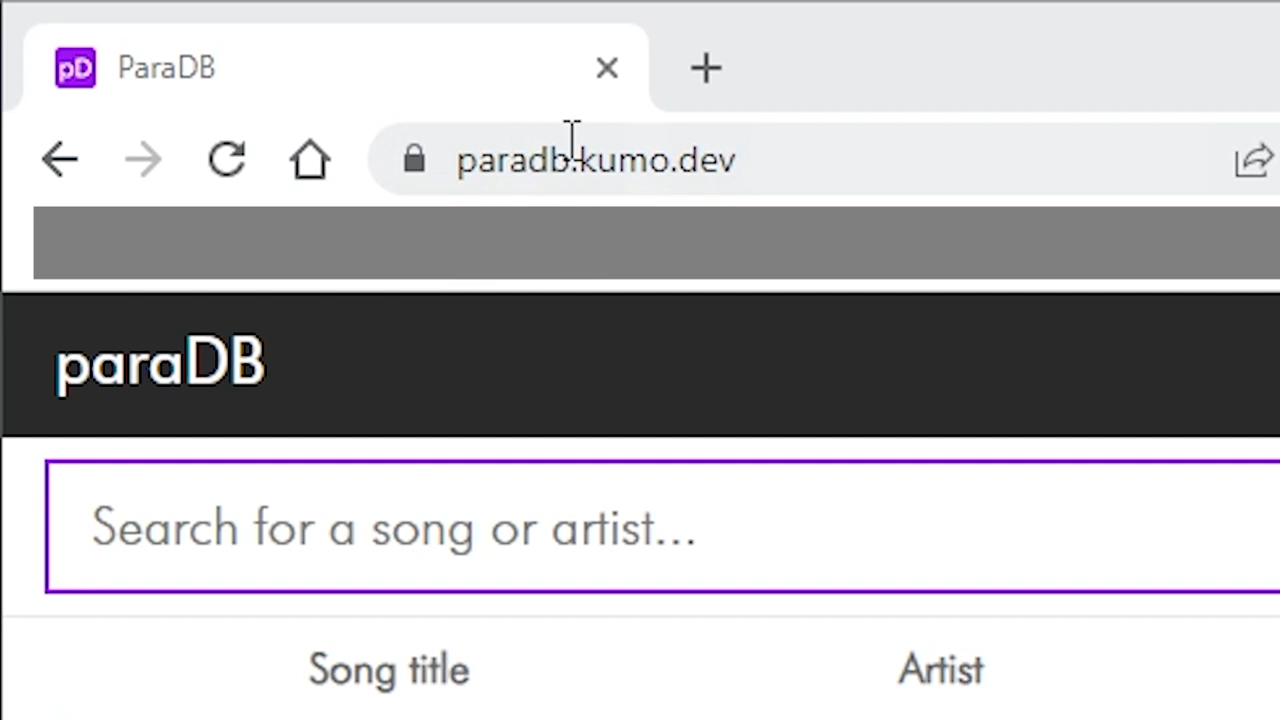 pD ParaDB
paradb.kumo.dev
paraDB
Search for a song or artist...
Song title Artist